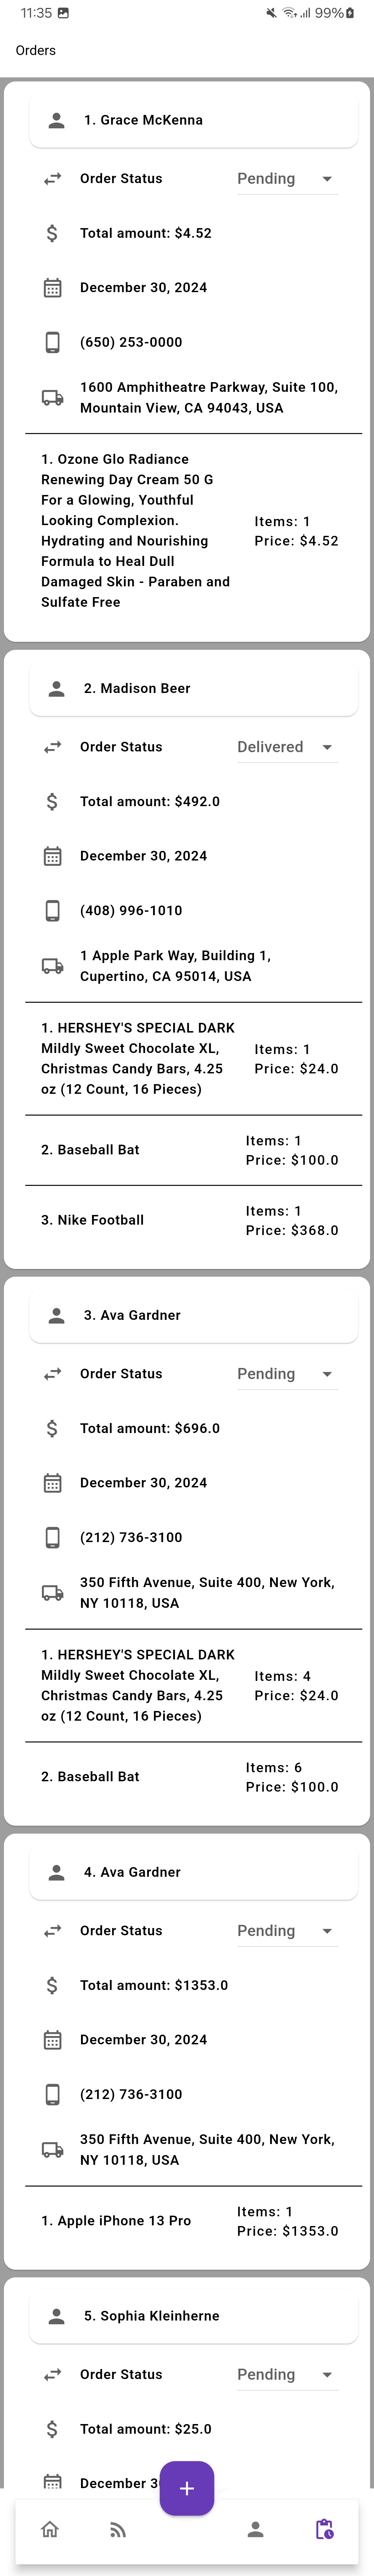 11:35 99%
Orders
1. Grace McKenna
Order Status Pending
Total amount: $4.52
December 30, 2024
(650) 253-0000
1600 Amphitheatre Parkway, Suite 100,
Mountain View, CA 94043, USA
1. Ozone Glo Radiance
Renewing Day Cream 50 G
For a Glowing, Youthful
Looking Complexion.
Hydrating and Nourishing
Formula to Heal Dull
Damaged Skin - Paraben and
Sulfate Free
Items: 1
Price: $4.52
2. Madison Beer
Order Status Delivered
Total amount: $492.0
December 30, 2024
(408) 996-1010
1 Apple Park Way, Building 1,
Cupertino, CA 95014, USA
1. HERSHEY'S SPECIAL DARK
Mildly Sweet Chocolate XL,
Christmas Candy Bars, 4.25
oz (12 Count, 16 Pieces)
Items: 1
Price: $24.0
2. Baseball Bat
Items: 1
Price: $100.0
3. Nike Football
Items: 1
Price: $368.0
3. Ava Gardner
Order Status Pending
Total amount: $696.0
December 30, 2024
(212) 736-3100
350 Fifth Avenue, Suite 400, New York,
NY 10118, USA
1. HERSHEY'S SPECIAL DARK
Mildly Sweet Chocolate XL,
Christmas Candy Bars, 4.25
oz (12 Count, 16 Pieces)
Items: 4
Price: $24.0
2. Baseball Bat
Items: 6
Price: $100.0
4. Ava Gardner
Order Status Pending
Total amount: $1353.0
December 30, 2024
(212) 736-3100
350 Fifth Avenue, Suite 400, New York,
NY 10118, USA
1. Apple iPhone 13 Pro
Items: 1
Price: $1353.0
5. Sophia Kleinherne
Order Status Pending
Total amount: $25.0
December 3